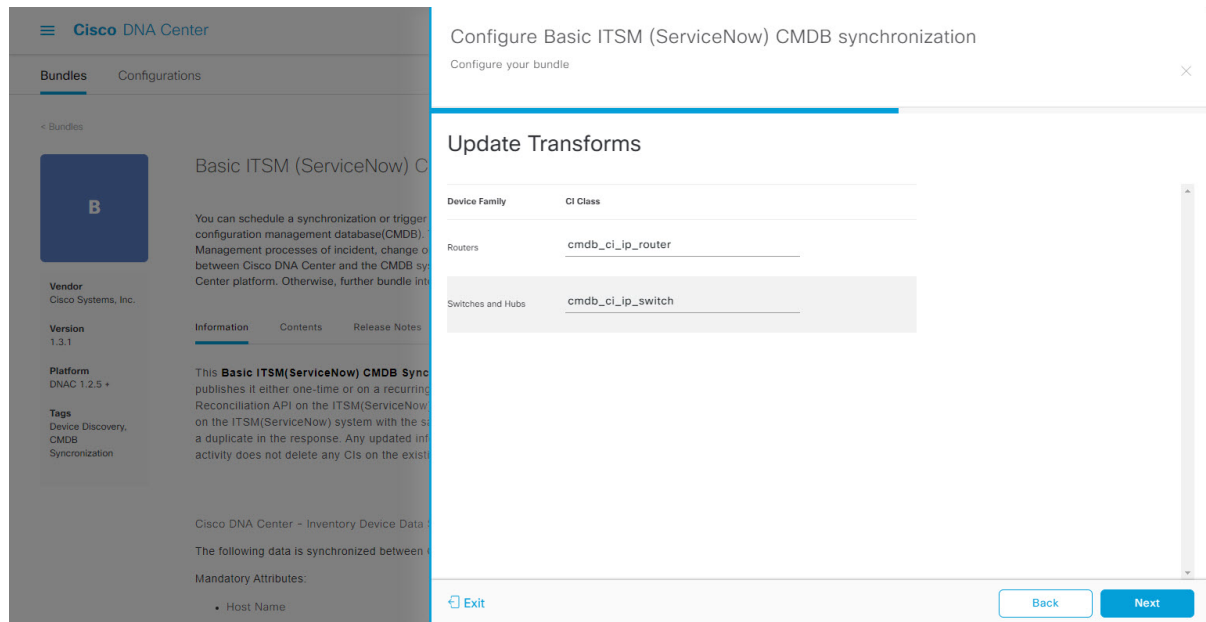 Cisco DNA Center
Bundles Configurations
< Bundles
B
Vendor
Cisco Systems, Inc.
Version
1.3.1
Platform
DNAC 1.2.5 +
Tags
Device Discovery,
CMDB
Syncronization
Basic ITSM (ServiceNow) C
You can schedule a synchronization or trigger
configuration management database(CMDB).
Management processes of incident, change o
between Cisco DNA Center and the CMDB sy
Center platform. Otherwise, further bundle int
Information Contents Release Notes
This Basic ITSM(ServiceNow) CMDB Sync
publishes it either one-time or on a recurring
Reconciliation API on the ITSM(ServiceNow
on the ITSM(ServiceNow) system with the sa
a duplicate in the response. Any updated inf
activity does not delete any CIs on the existi
Cisco DNA Center - Inventory Device Data
The following data is synchronized between
Mandatory Attributes:
• Host Name
Configure Basic ITSM (ServiceNow) CMDB synchronization
Configure your bundle
Update Transforms
Device Family CI Class
Routers cmdb_ci_ip_router
Switches and Hubs cmdb_ci_ip_switch
Exit Back Next